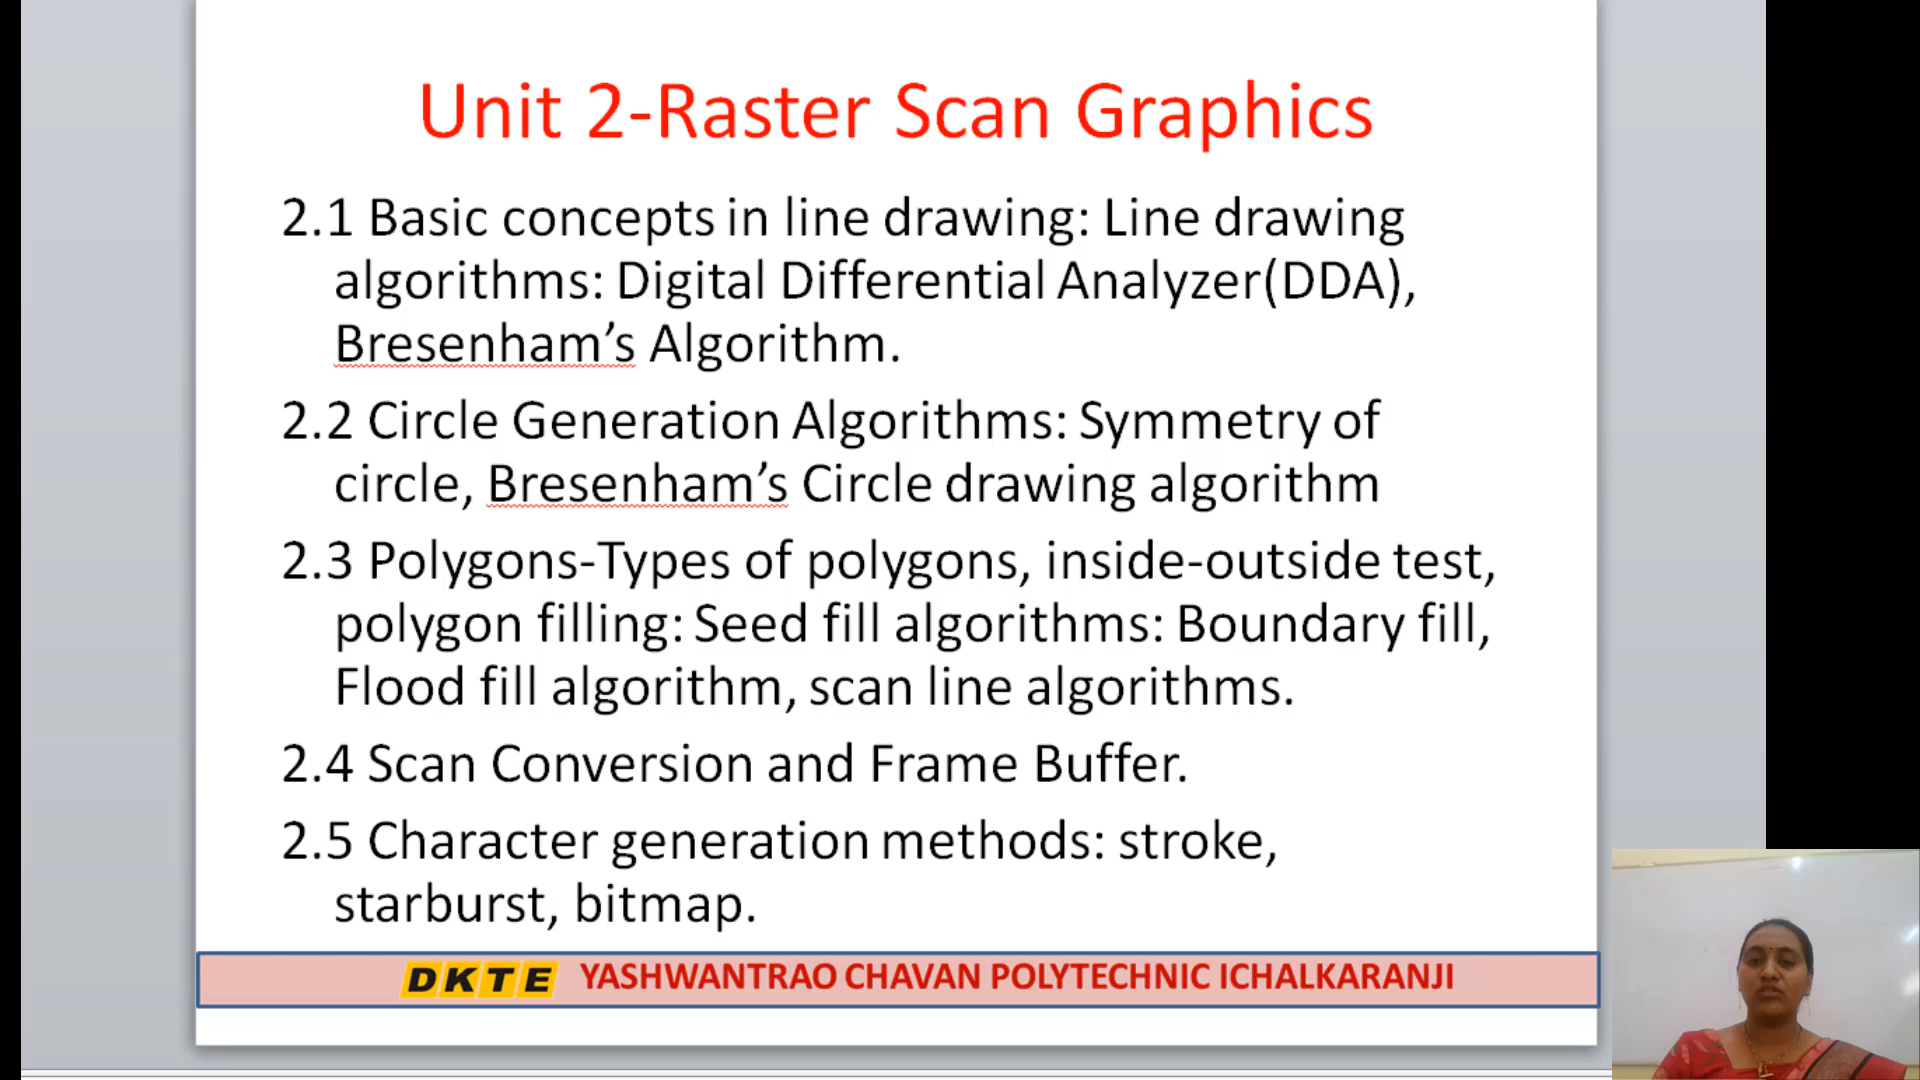 Unit 2-Raster Scan Graphics
2.1 Basic concepts in line drawing: Line drawing
algorithms: Digital Differential Analyzer(DDA),
Bresenham’s Algorithm.
2.2 Circle Generation Algorithms: Symmetry of
circle, Bresenham’s Circle drawing algorithm
2.3 Polygons-Types of polygons, inside-outside test,
polygon filling: Seed fill algorithms: Boundary fill,
Flood fill algorithm, scan line algorithms.
2.4 Scan Conversion and Frame Buffer.
2.5 Character generation methods: stroke,
starburst, bitmap.
DKTE YASHWANTRAO CHAVAN POLYTECHNIC ICHALKARANJI